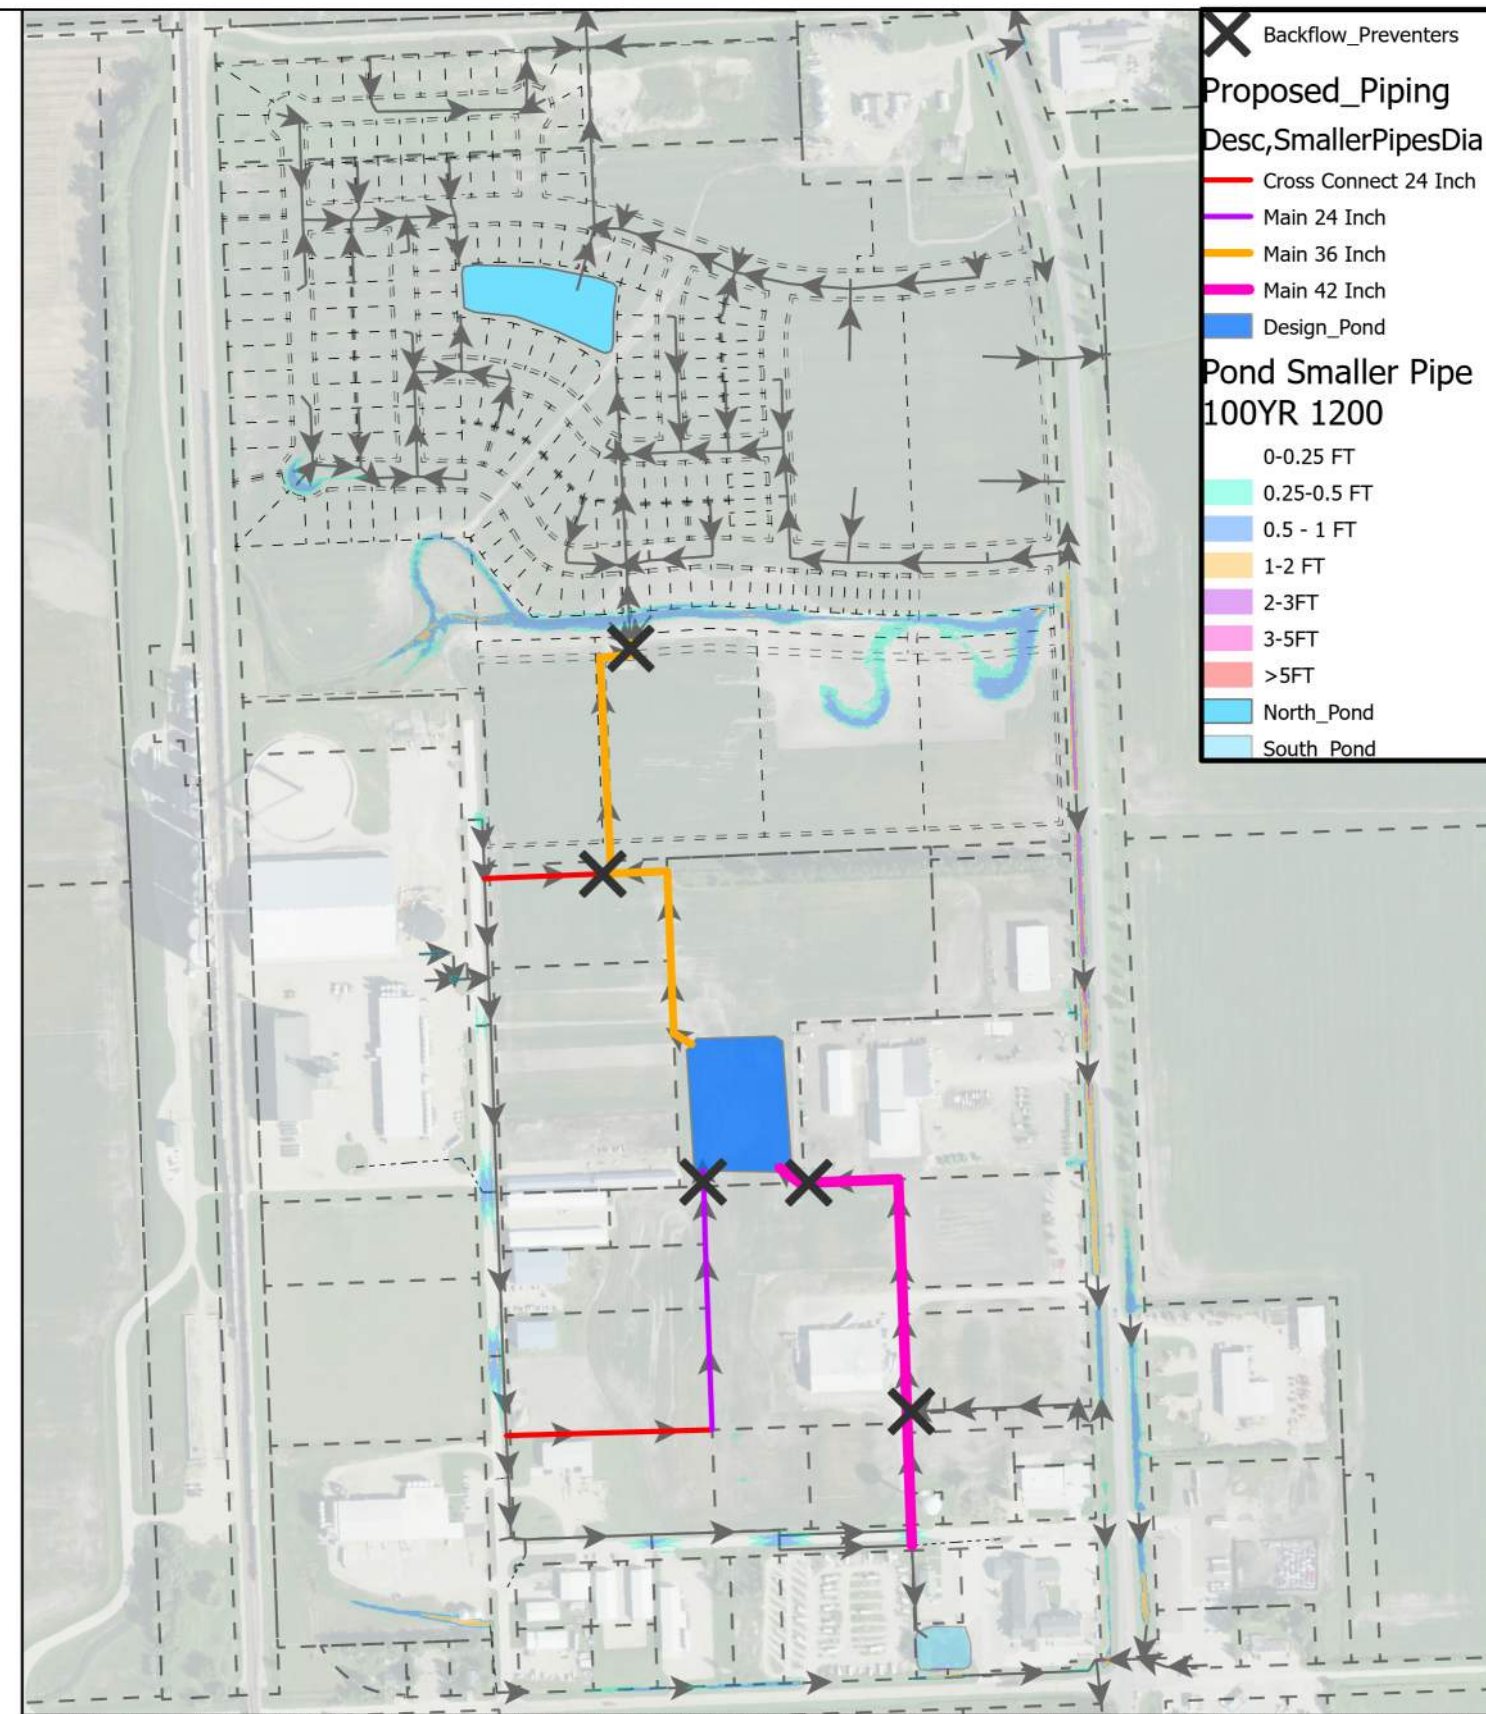 Backflow_Preventers
Proposed_Piping
Desc,SmallerPipesDia
Cross Connect 24 Inch
Main 24 Inch
Main 36 Inch
Main 42 Inch
Design_Pond
Pond Smaller Pipe
100YR 1200
0-0.25 FT
0.25-0.5 FT
0.5 - 1 FT
1-2 FT
2-3FT
3-5FT
>5FT
North_Pond
South_Pond